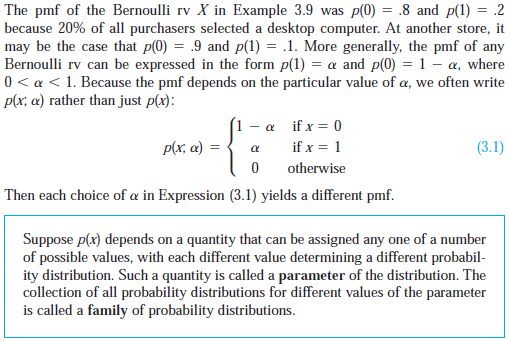 The pmf of the Bernoulli rv X in Example 3.9 was p(0) = .8 and p(1) = .2
because 20% of all purchasers selected a desktop computer. At another store, it
may be the case that p(0) = .9 and p(1) = .1. More generally, the pmf of any
Bernoulli rv can be expressed in the form p(1) = α and p(0) = 1 − α, where
0 < α < 1. Because the pmf depends on the particular value of α, we often write
p(x; α) rather than just p(x):
1 − α if x = 0
p(x; α) = { α if x = 1 (3.1)
0 otherwise
Then each choice of α in Expression (3.1) yields a different pmf.
Suppose p(x) depends on a quantity that can be assigned any one of a number
of possible values, with each different value determining a different probabil-
ity distribution. Such a quantity is called a parameter of the distribution. The
collection of all probability distributions for different values of the parameter
is called a family of probability distributions.